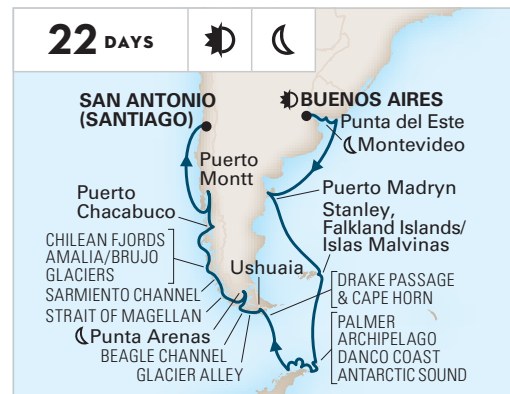 22 DAYS
SAN ANTONIO
(SANTIAGO)
BUENOS AIRES
Punta del Este
Montevideo
Puerto
Montt
Puerto
Chacabuco
Puerto Madryn
Stanley,
Falkland Islands/
Islas Malvinas
CHILEAN FJORDS
AMALIA/BRUJO
GLACIERS
Ushuaia
SARMIENTO CHANNEL
STRAIT OF MAGELLAN
Punta Arenas
BEAGLE CHANNEL
GLACIER ALLEY
DRAKE PASSAGE
& CAPE HORN
PALMER
ARCHIPELAGO
DANCO COAST
ANTARCTIC SOUND